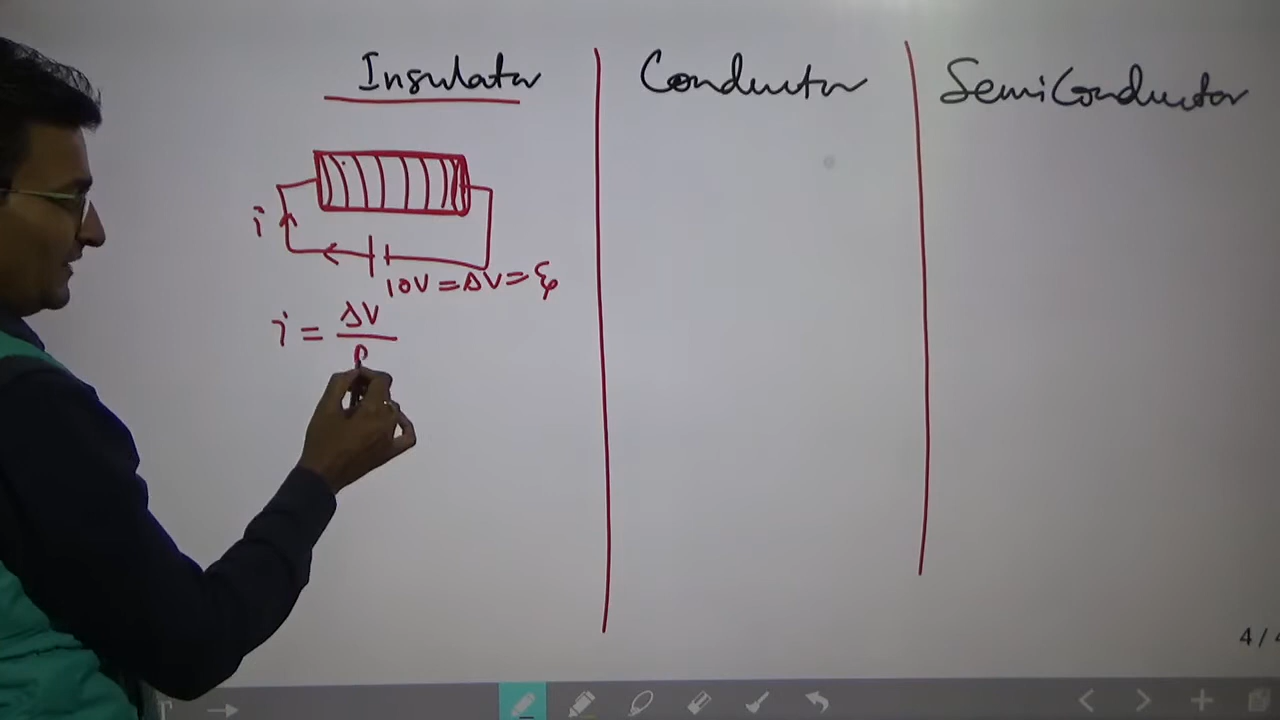 Insulator
Conductor
SemiConductor
i
10V = ΔV = ξ
i = ΔV /
4 / 4